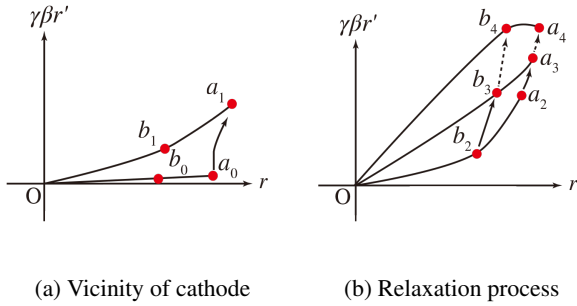 γβr'
a₁
b₁
b₀
a₀
O
r
(a) Vicinity of cathode
γβr'
b₄
a₄
a₃
b₃
a₂
b₂
O
r
(b) Relaxation process